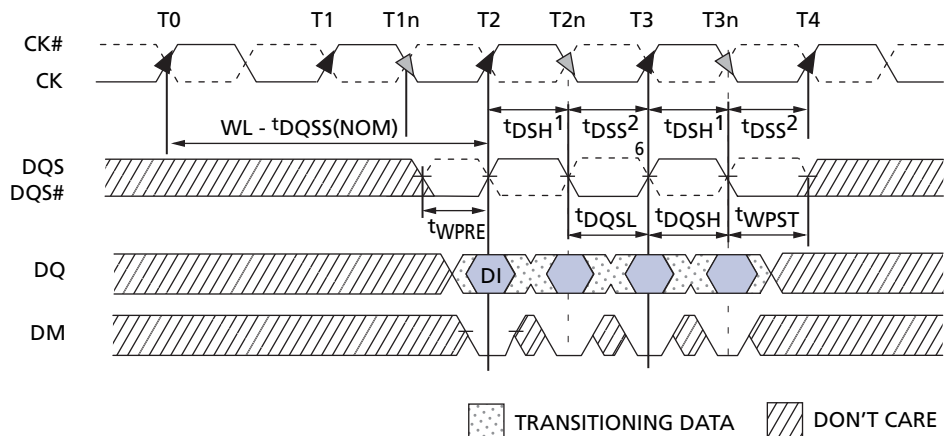 T0 T1 T1n T2 T2n T3 T3n T4
CK#
CK
WL - tDQSS(NOM) tDSH1 tDSS2 tDSH1 tDSS2
6
DQS
DQS#
tWPRE tDQSL tDQSH tWPST
DQ DI
DM
TRANSITIONING DATA DON'T CARE